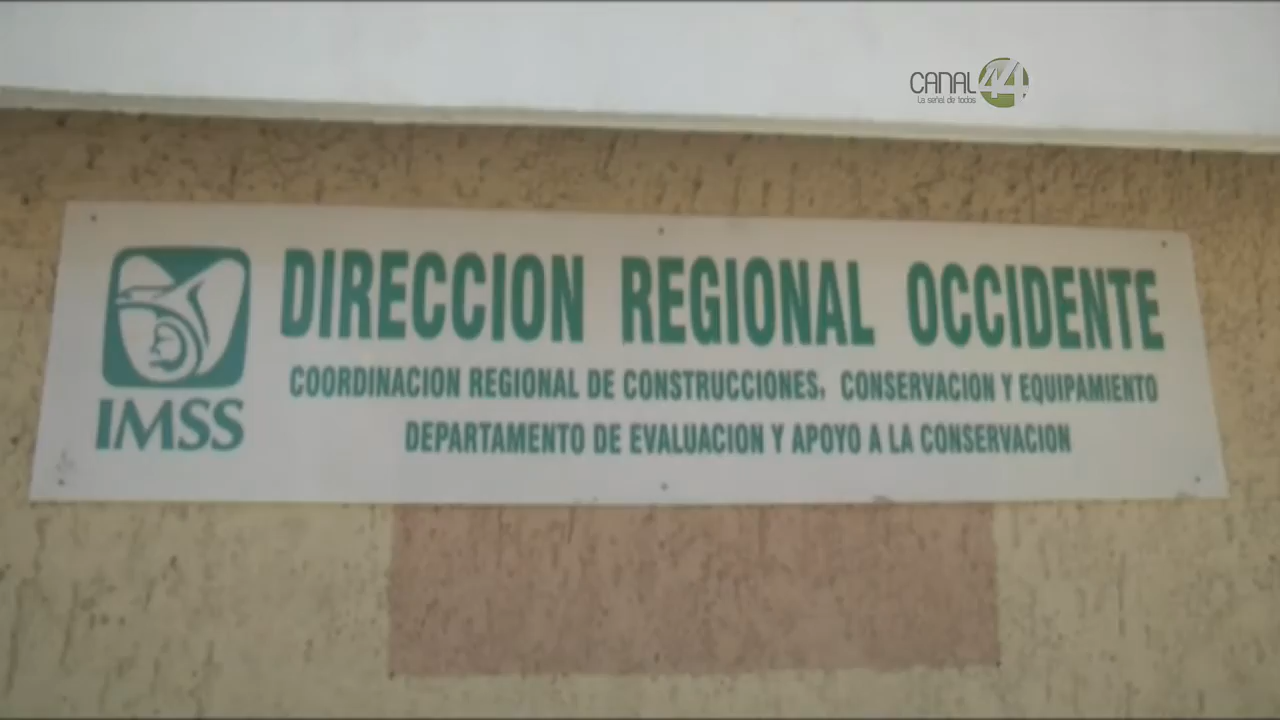 CANAL 44
La señal de todos
DIRECCION REGIONAL OCCIDENTE
COORDINACION REGIONAL DE CONSTRUCCIONES, CONSERVACION Y EQUIPAMIENTO
IMSS
DEPARTAMENTO DE EVALUACION Y APOYO A LA CONSERVACION